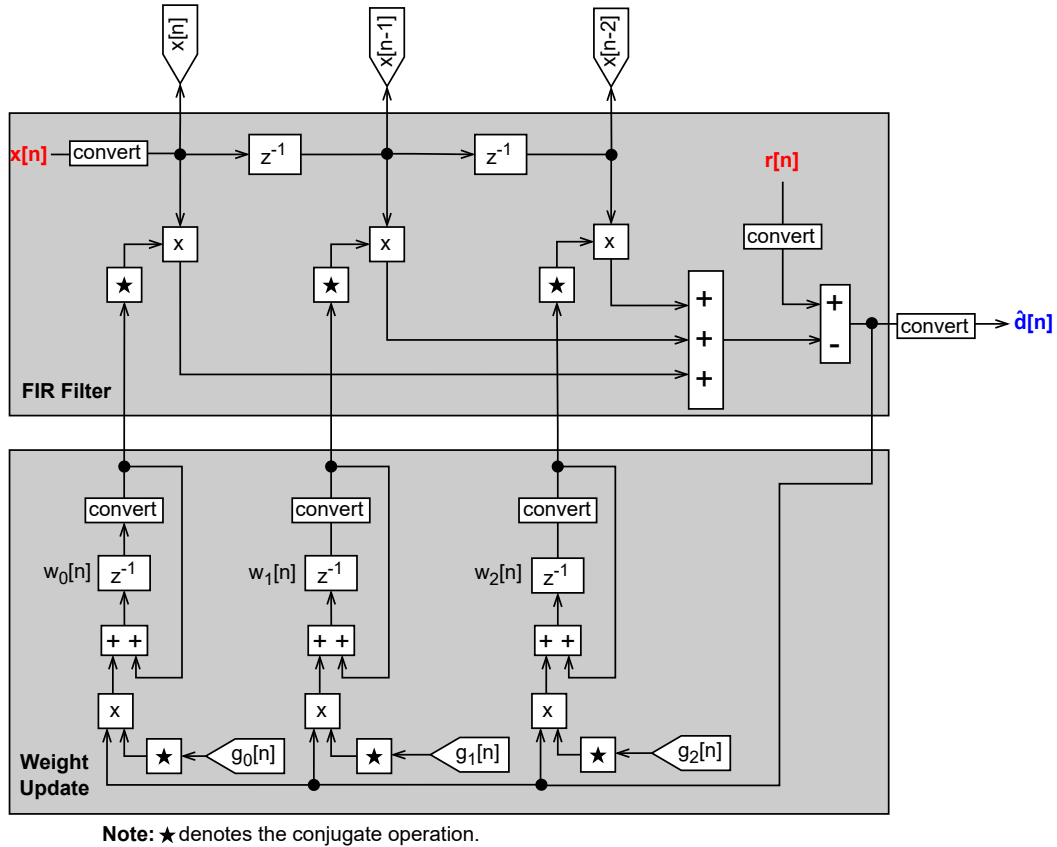 x[n]
x[n-1]
x[n-2]
x[n]
convert
z⁻¹
z⁻¹
r[n]
convert
x
x
x
★
★
★
+
+
+
+
-
convert
d̂[n]
FIR Filter
convert
convert
convert
w₀[n]
z⁻¹
w₁[n]
z⁻¹
w₂[n]
z⁻¹
+ +
+ +
+ +
x
x
x
★
g₀[n]
★
g₁[n]
★
g₂[n]
Weight
Update
Note: ★ denotes the conjugate operation.